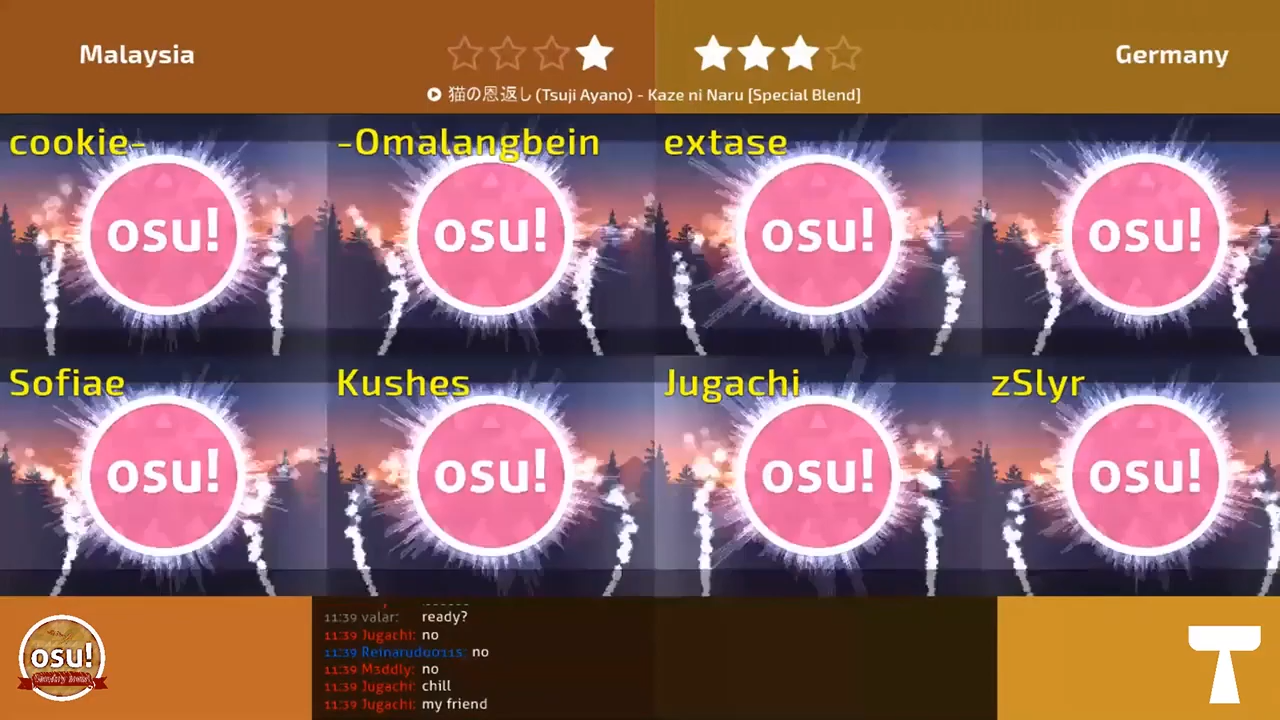 Malaysia
Germany
猫の恩返し (Tsuji Ayano) - Kaze ni Naru [Special Blend]
cookie-
-Omalangbein
extase
osu!
osu!
osu!
osu!
Sofiae
Kushes
Jugachi
zSlyr
osu!
osu!
osu!
osu!
11:39 valar: ready?
11:39 Jugachi: no
11:39 Reinaruduo11s: no
11:39 M3ddly: no
11:39 Jugachi: chill
11:39 Jugachi: my friend
osu!
T